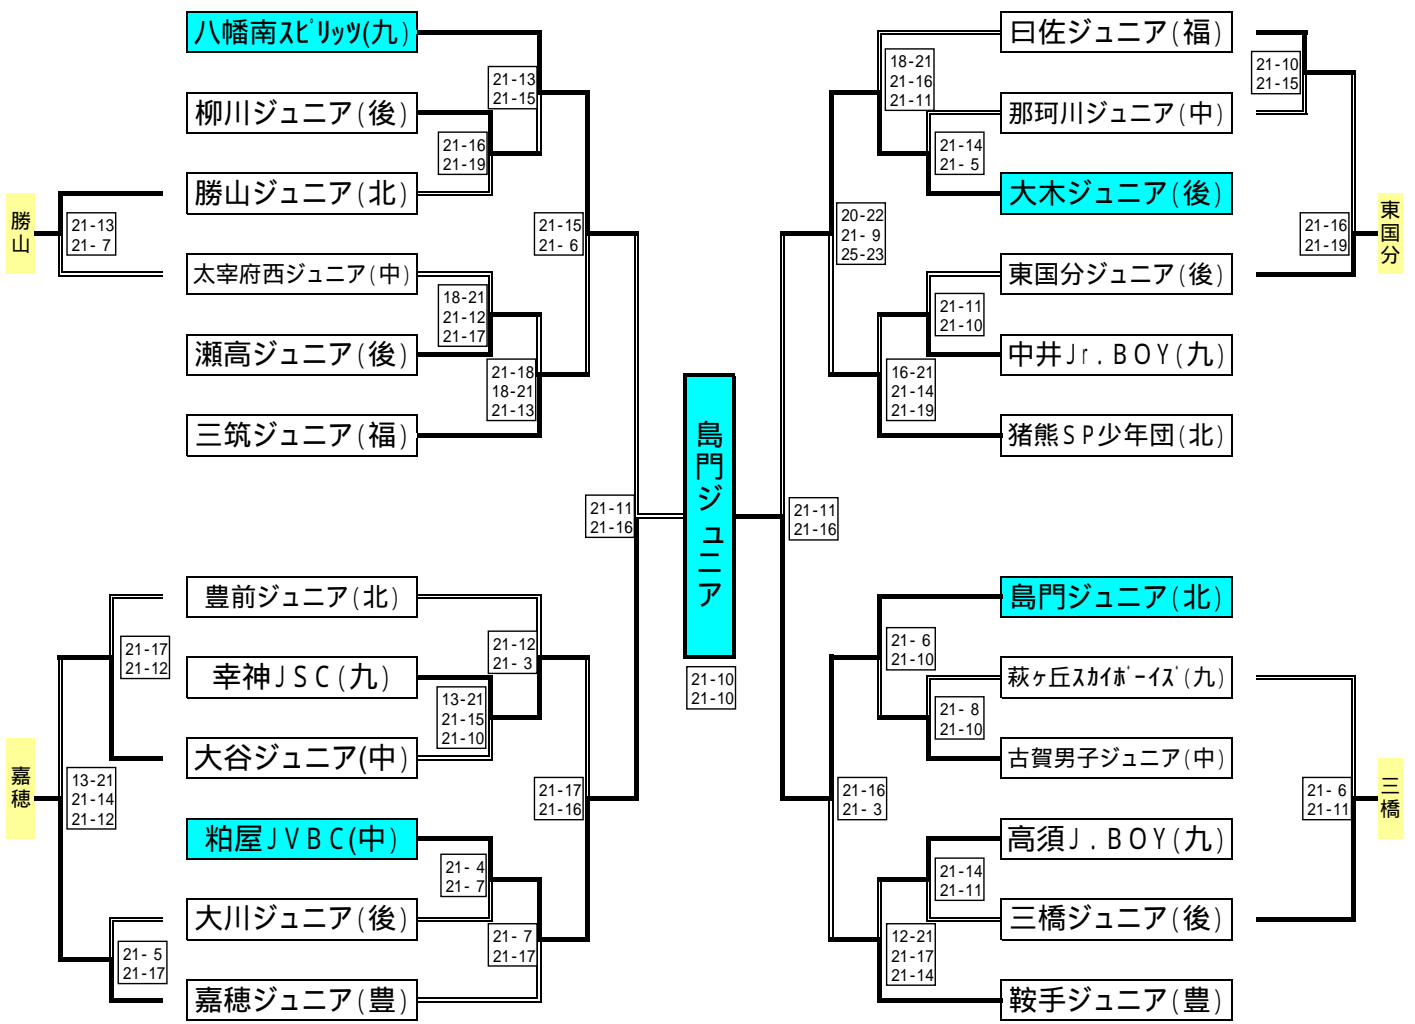 八幡南スピリッツ(九)
21-13
21-15
柳川ジュニア(後)
21-16
21-19
勝山ジュニア(北)
勝山
21-13
21- 7
太宰府西ジュニア(中)
18-21
21-12
21-17
瀬高ジュニア(後)
21-18
18-21
21-13
三筑ジュニア(福)
21-15
21- 6
21-11
21-16
豊前ジュニア(北)
21-17
21-12
21-12
21- 3
幸神JSC(九)
13-21
21-15
21-10
大谷ジュニア(中)
嘉穂
13-21
21-14
21-12
21-17
21-16
粕屋JVBC(中)
21- 4
21- 7
大川ジュニア(後)
21- 5
21-17
21- 7
21-17
嘉穂ジュニア(豊)
島門ジュニア
21-10
21-10
曰佐ジュニア(福)
18-21
21-16
21-11
21-10
21-15
那珂川ジュニア(中)
21-14
21- 5
大木ジュニア(後)
20-22
21- 9
25-23
21-16
21-19
東国分
東国分ジュニア(後)
21-11
21-10
中井Jr.BOY(九)
16-21
21-14
21-19
猪熊SP少年団(北)
21-11
21-16
島門ジュニア(北)
21- 6
21-10
萩ヶ丘スカイボーイズ(九)
21- 8
21-10
古賀男子ジュニア(中)
21-16
21- 3
21- 6
21-11
三橋
高須J.BOY(九)
21-14
21-11
三橋ジュニア(後)
12-21
21-17
21-14
鞍手ジュニア(豊)